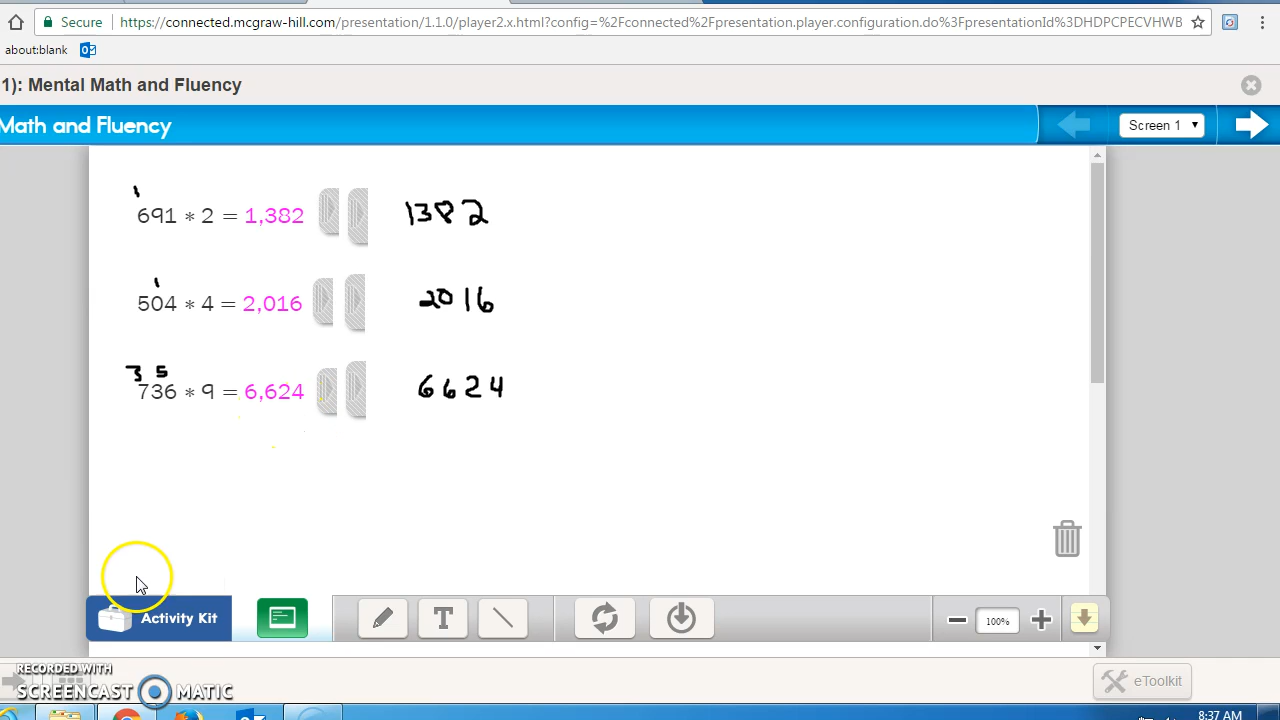 Secure https://connected.mcgraw-hill.com/presentation/1.1.0/player2.x.html?config=%2Fconnected%2Fpresentation.player.configuration.do%3FpresentationId%3DHDPCPECVHWB
about:blank
1): Mental Math and Fluency
Math and Fluency
Screen 1
1
691 * 2 = 1,382 1382
1
504 * 4 = 2,016 2016
3 5
736 * 9 = 6,624 6624
Activity Kit
T
100%
RECORDED WITH
SCREENCAST MATIC
eToolkit
8:37 AM